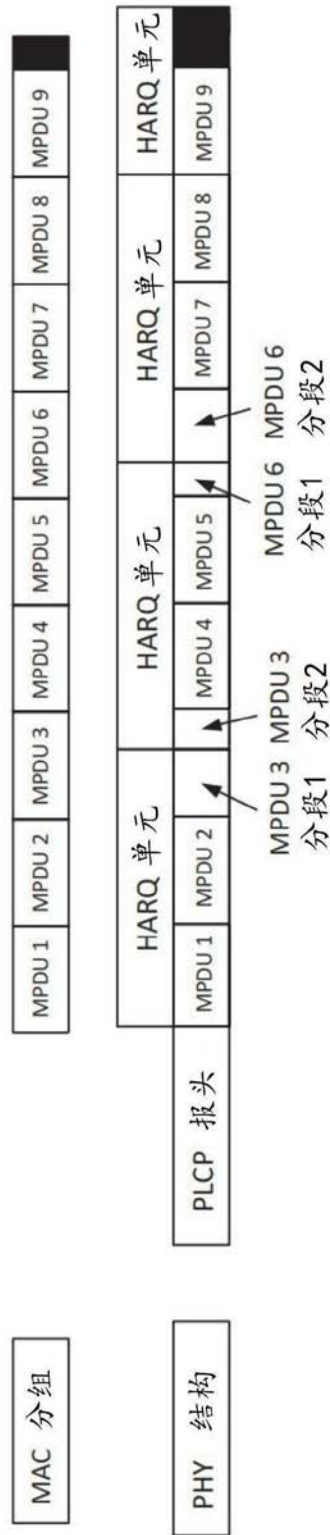 MAC 分组
MPDU 1
MPDU 2
MPDU 3
MPDU 4
MPDU 5
MPDU 6
MPDU 7
MPDU 8
MPDU 9
HARQ 单元
HARQ 单元
HARQ 单元
HARQ 单元
PHY 结构
PLCP 报头
MPDU 1
MPDU 2
MPDU 4
MPDU 5
MPDU 7
MPDU 8
MPDU 9
MPDU 3
分段1
MPDU 3
分段2
MPDU 6
分段1
MPDU 6
分段2